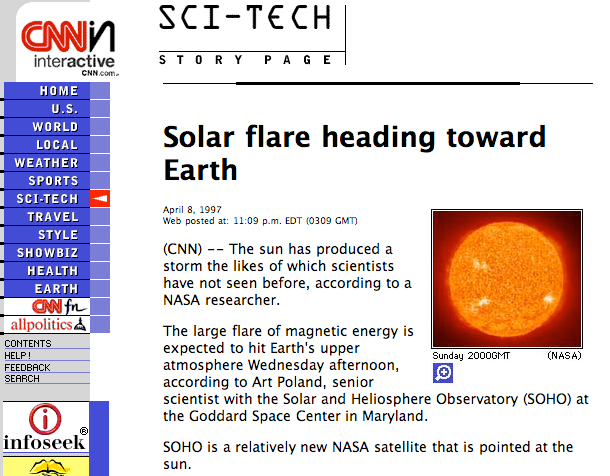 CNNin
interactive
CNN.com
HOME
U.S.
WORLD
LOCAL
WEATHER
SPORTS
SCI-TECH
TRAVEL
STYLE
SHOWBIZ
HEALTH
EARTH
CNNfn
allpolitics
CONTENTS
HELP!
FEEDBACK
SEARCH
infoseek®
SCI-TECH
STORY PAGE
Solar flare heading toward
Earth
April 8, 1997
Web posted at: 11:09 p.m. EDT (0309 GMT)
(CNN) -- The sun has produced a
storm the likes of which scientists
have not seen before, according to a
NASA researcher.
The large flare of magnetic energy is
expected to hit Earth's upper
atmosphere Wednesday afternoon,
according to Art Poland, senior
scientist with the Solar and Heliosphere Observatory (SOHO) at
the Goddard Space Center in Maryland.
SOHO is a relatively new NASA satellite that is pointed at the
sun.
Sunday 2000GMT (NASA)